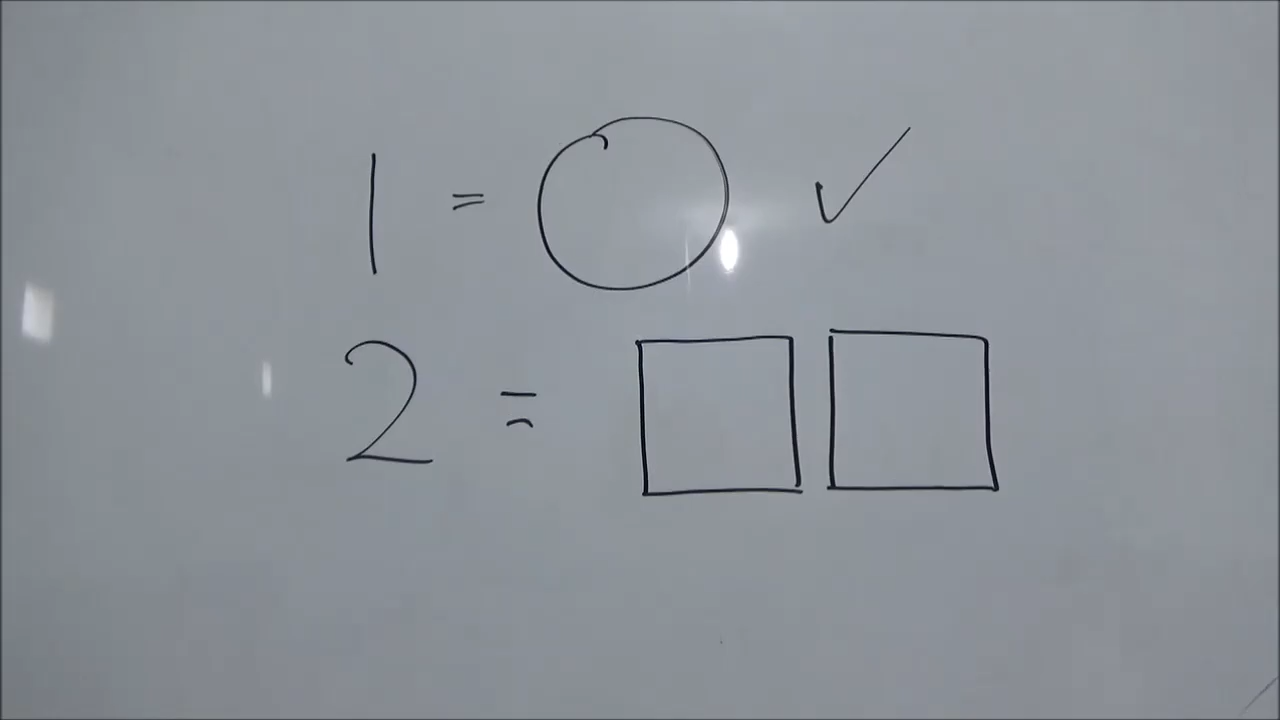 1 = ○ ✓
2 = □ □